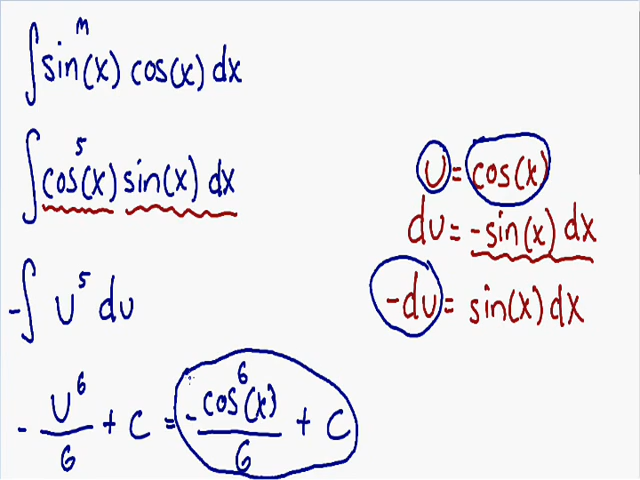 ∫ sin^m(x) cos(x) dx
∫ cos^5(x) sin(x) dx
-∫ U^5 du
- U^6/6 + C = - cos^6(x)/6 + C
U = cos(x)
du = -sin(x) dx
-du = sin(x) dx